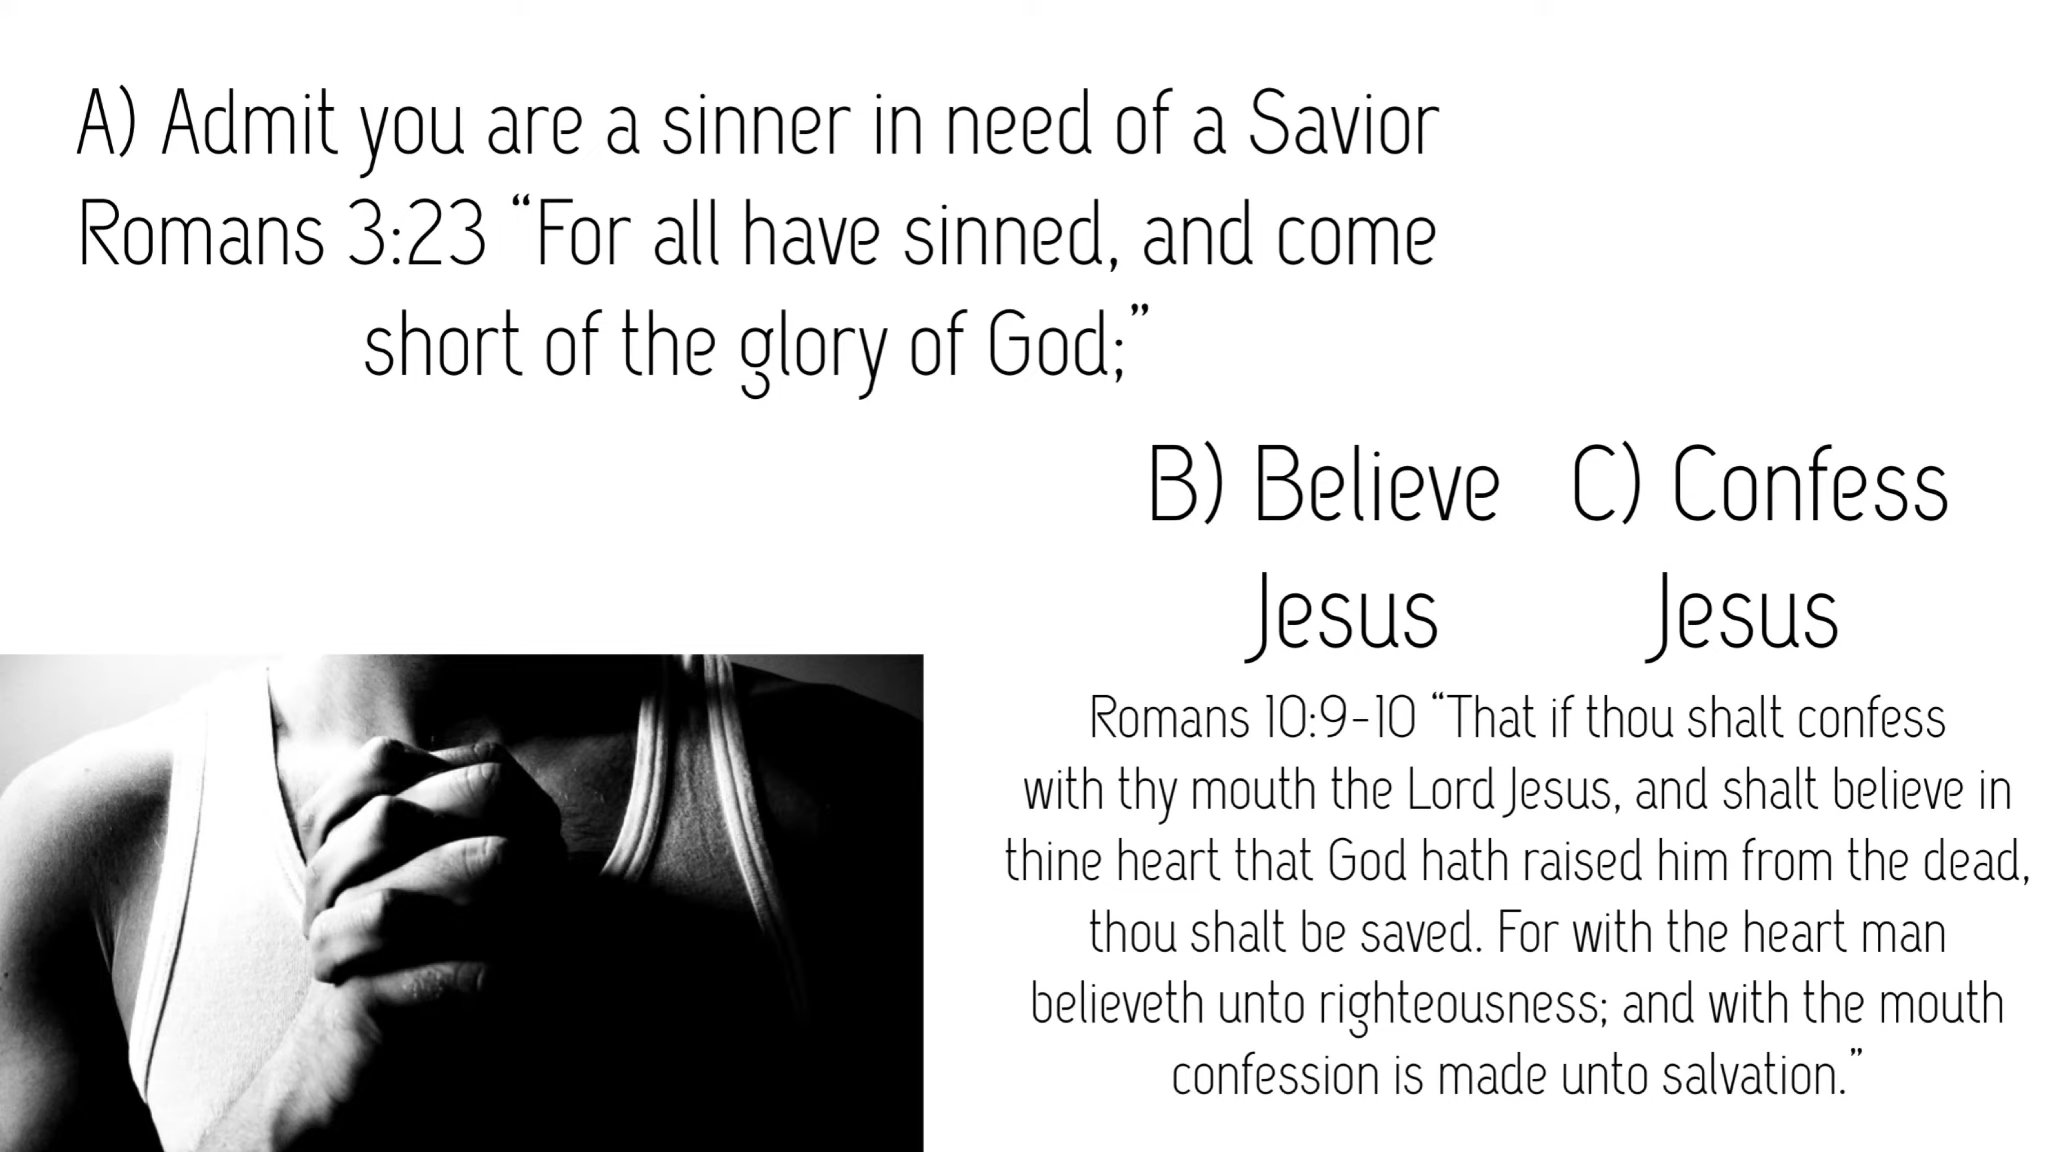 A) Admit you are a sinner in need of a Savior
Romans 3:23 “For all have sinned, and come
short of the glory of God;”
B) Believe
Jesus
C) Confess
Jesus
Romans 10:9-10 “That if thou shalt confess
with thy mouth the Lord Jesus, and shalt believe in
thine heart that God hath raised him from the dead,
thou shalt be saved. For with the heart man
believeth unto righteousness; and with the mouth
confession is made unto salvation.”